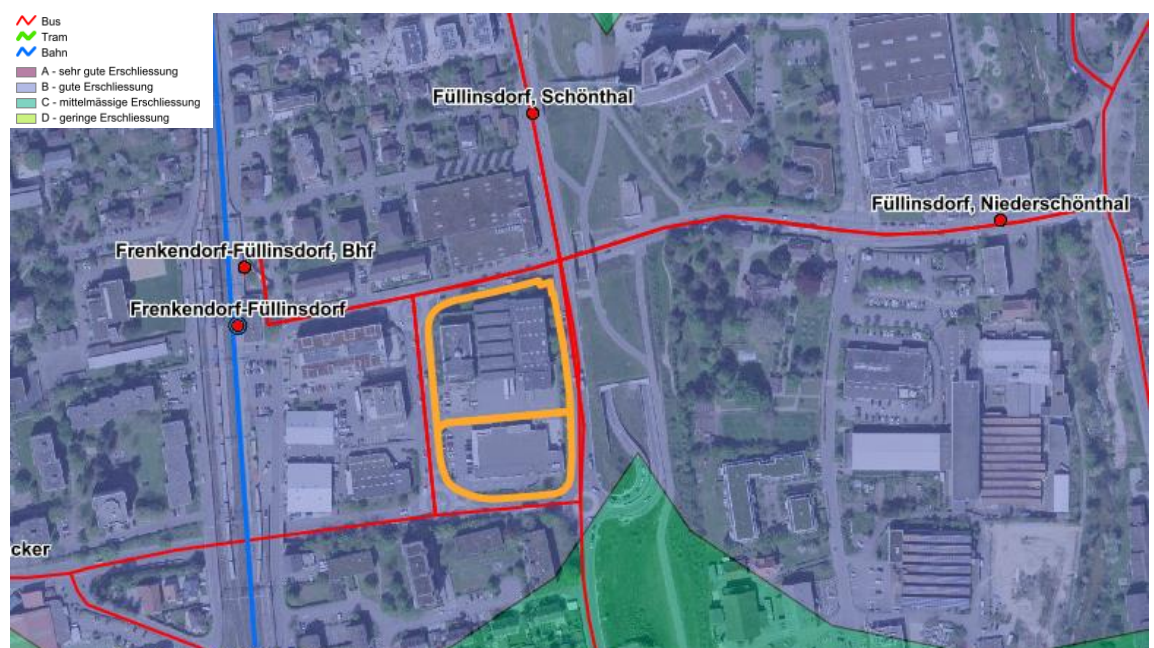 Bus
Tram
Bahn
A - sehr gute Erschliessung
B - gute Erschliessung
C - mittelmässige Erschliessung
D - geringe Erschliessung
Füllinsdorf, Schönthal
Füllinsdorf, Niederschönthal
Frenkendorf-Füllinsdorf, Bhf
Frenkendorf-Füllinsdorf
cker